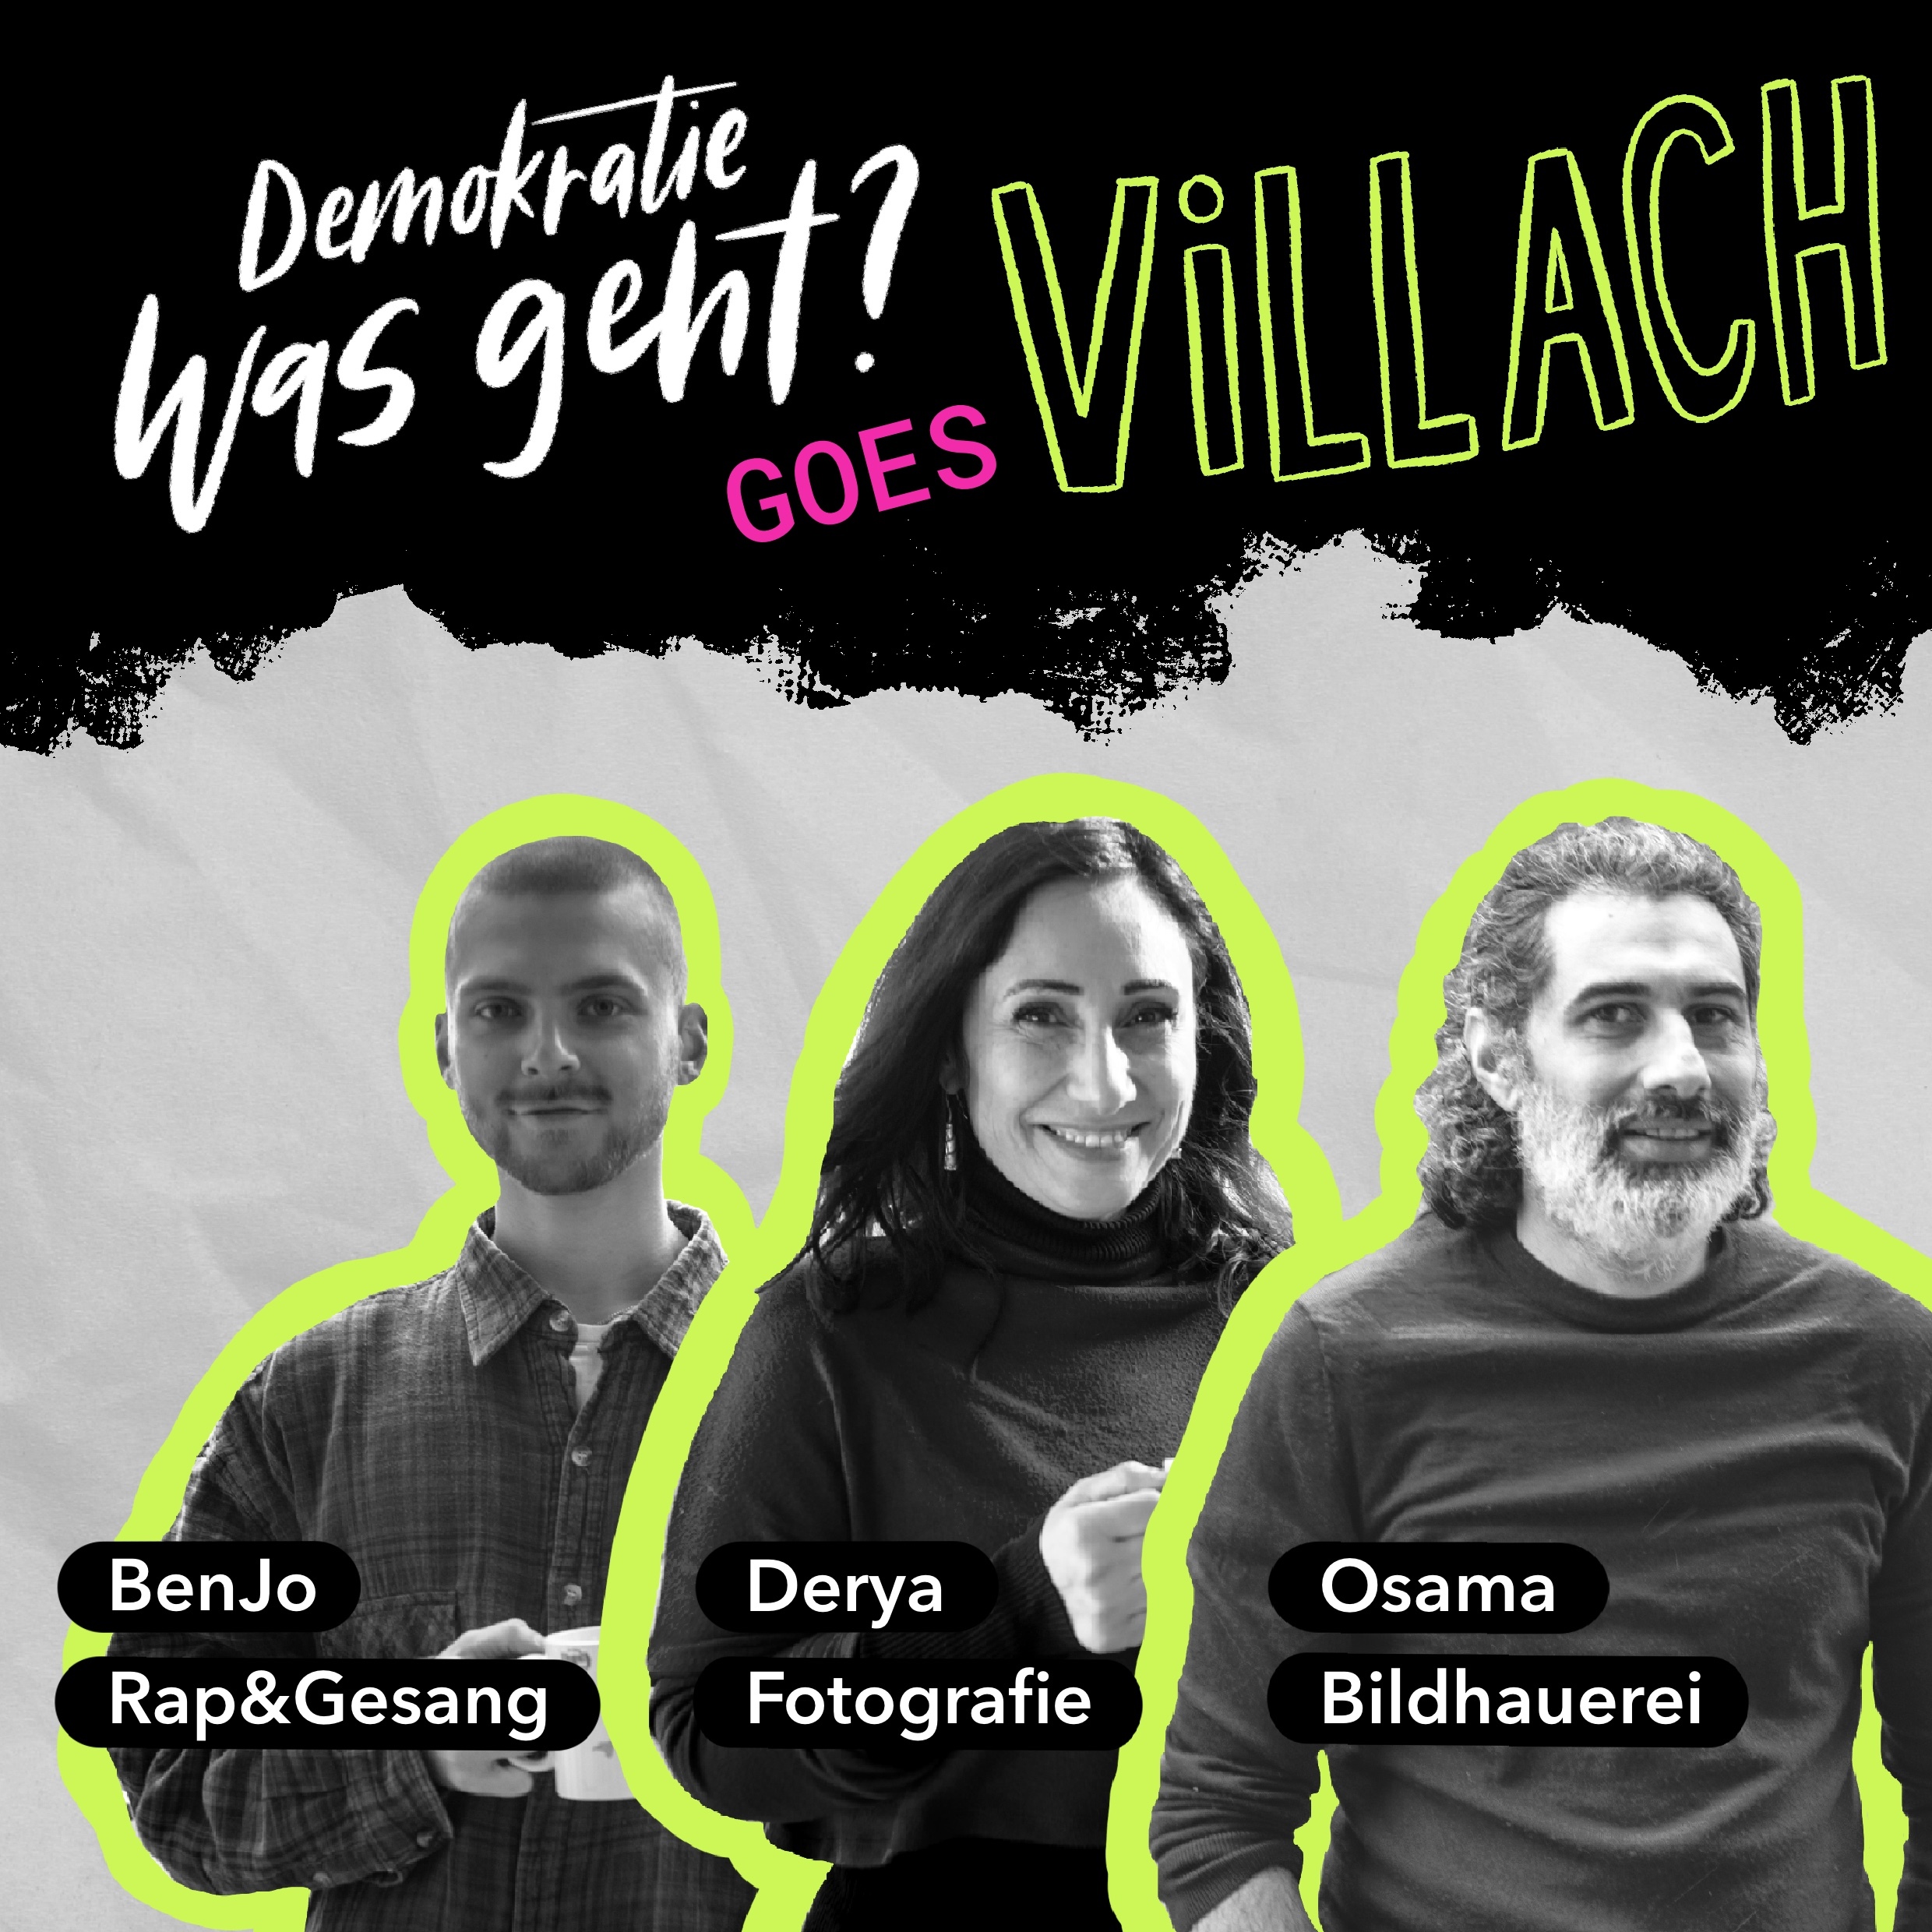 Demokratie
was geht?
GOES
ViLLACH
BenJo
Rap&Gesang
Derya
Fotografie
Osama
Bildhauerei